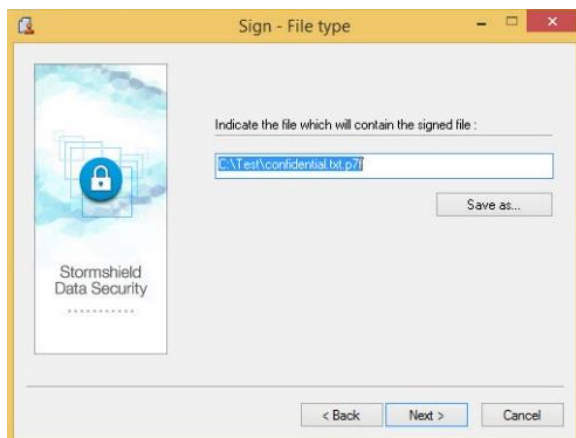 Sign - File type
Indicate the file which will contain the signed file :
C:\Test\confidential.txt.p7f
Save as...
Stormshield
Data Security
< Back
Next >
Cancel